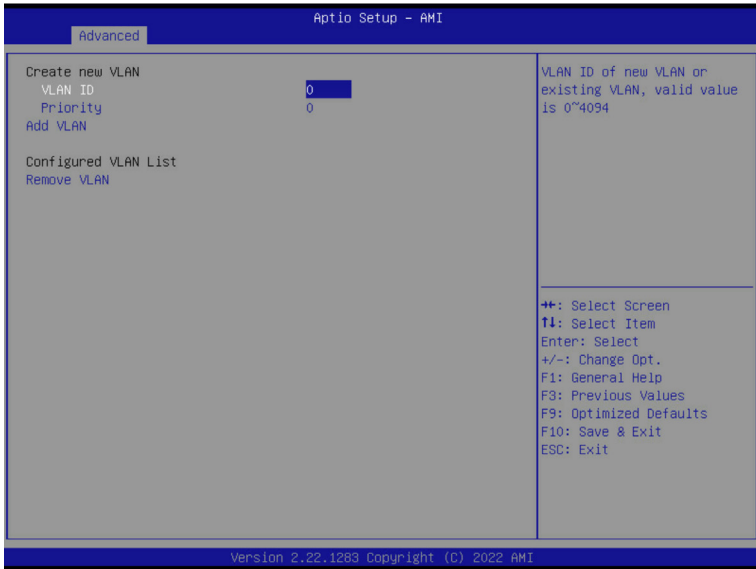 Aptio Setup – AMI
Advanced
Create new VLAN
VLAN ID 0
Priority 0
Add VLAN
Configured VLAN List
Remove VLAN
VLAN ID of new VLAN or
existing VLAN, valid value
is 0~4094
→←: Select Screen
↑↓: Select Item
Enter: Select
+/-: Change Opt.
F1: General Help
F3: Previous Values
F9: Optimized Defaults
F10: Save & Exit
ESC: Exit
Version 2.22.1283 Copyright (C) 2022 AMI